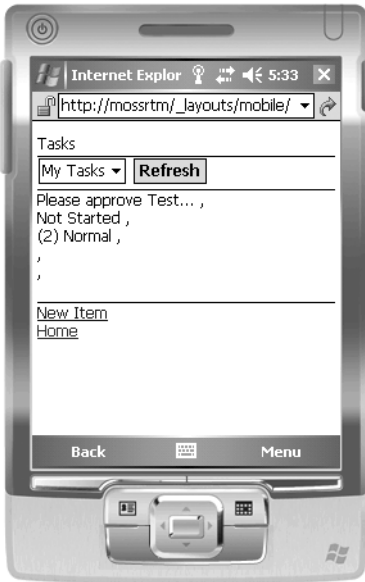 Internet Explor 5:33
http://mossrtm/_layouts/mobile/
Tasks
My Tasks Refresh
Please approve Test... ,
Not Started ,
(2) Normal ,
,
,
New Item
Home
Back Menu